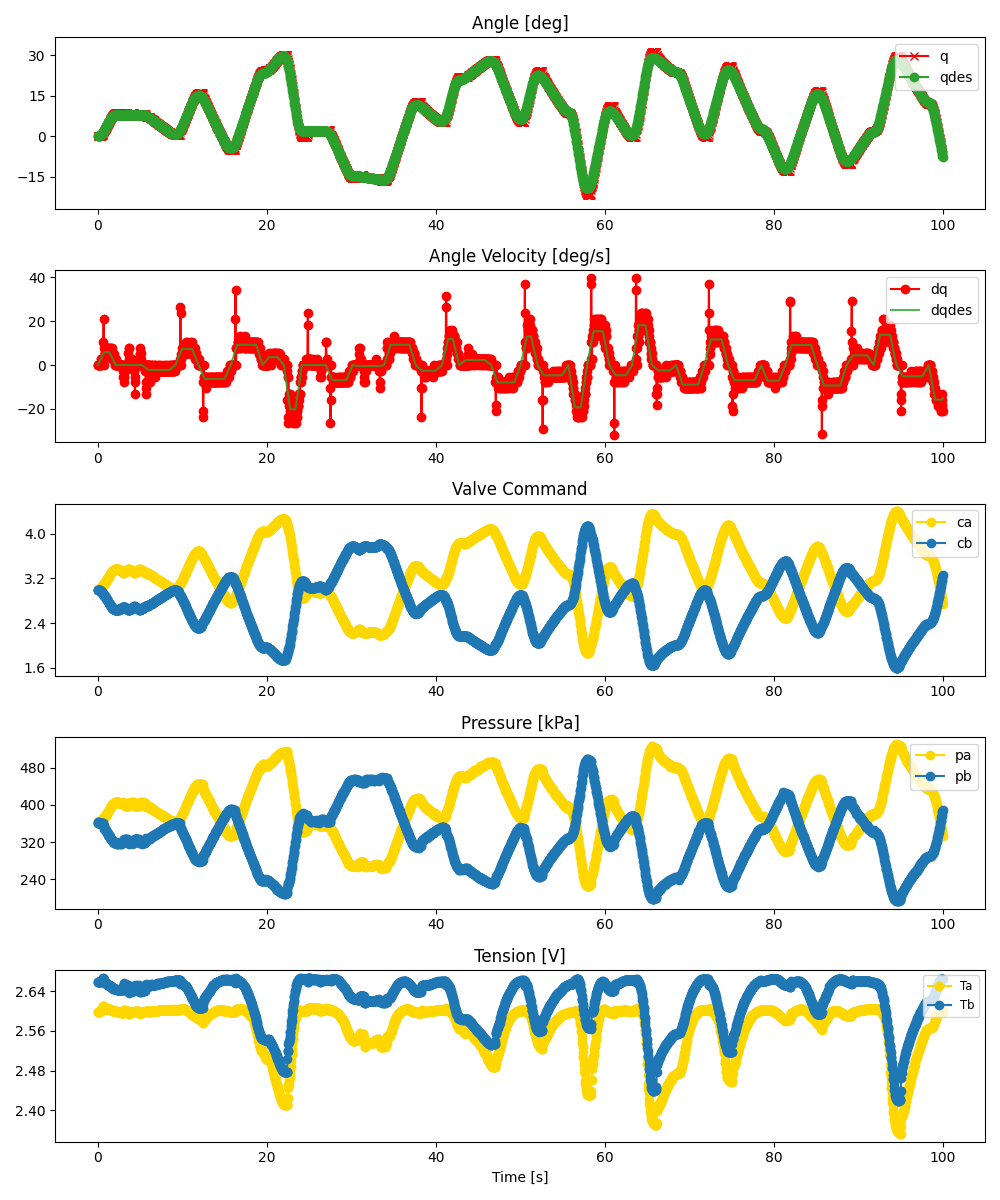 Angle [deg]
30
15
0
−15
q
qdes
0 20 40 60 80 100
Angle Velocity [deg/s]
40
20
0
−20
dq
dqdes
0 20 40 60 80 100
Valve Command
4.0
3.2
2.4
1.6
ca
cb
0 20 40 60 80 100
Pressure [kPa]
480
400
320
240
pa
pb
0 20 40 60 80 100
Tension [V]
2.64
2.56
2.48
2.40
Ta
Tb
0 20 40 60 80 100
Time [s]